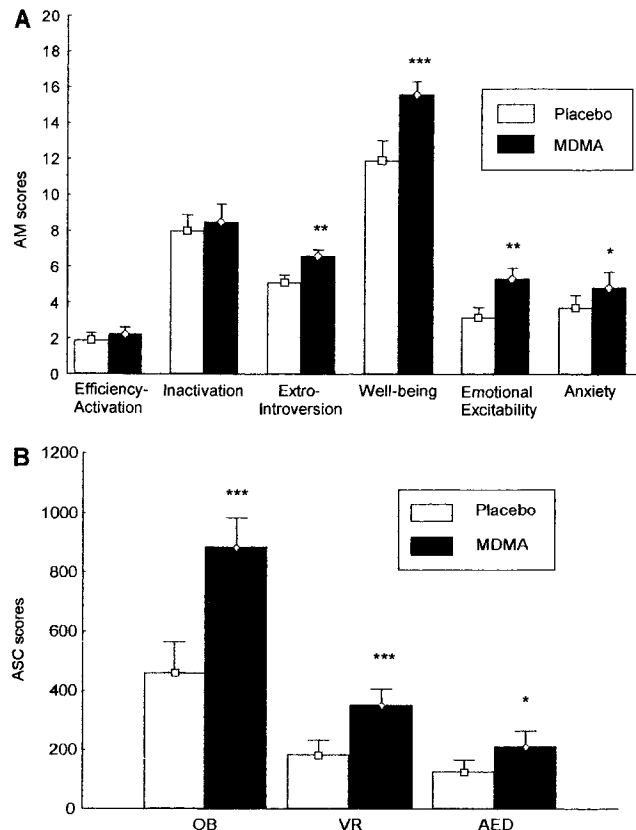 A
18
16
14
12
10
8
6
4
2
0
AM scores
***
**
**
*
Placebo
MDMA
Efficiency-
Activation
Inactivation
Extro-
Introversion
Well-being
Emotional
Excitability
Anxiety
B
1200
1000
800
600
400
200
0
ASC scores
***
***
*
Placebo
MDMA
OB
VR
AED